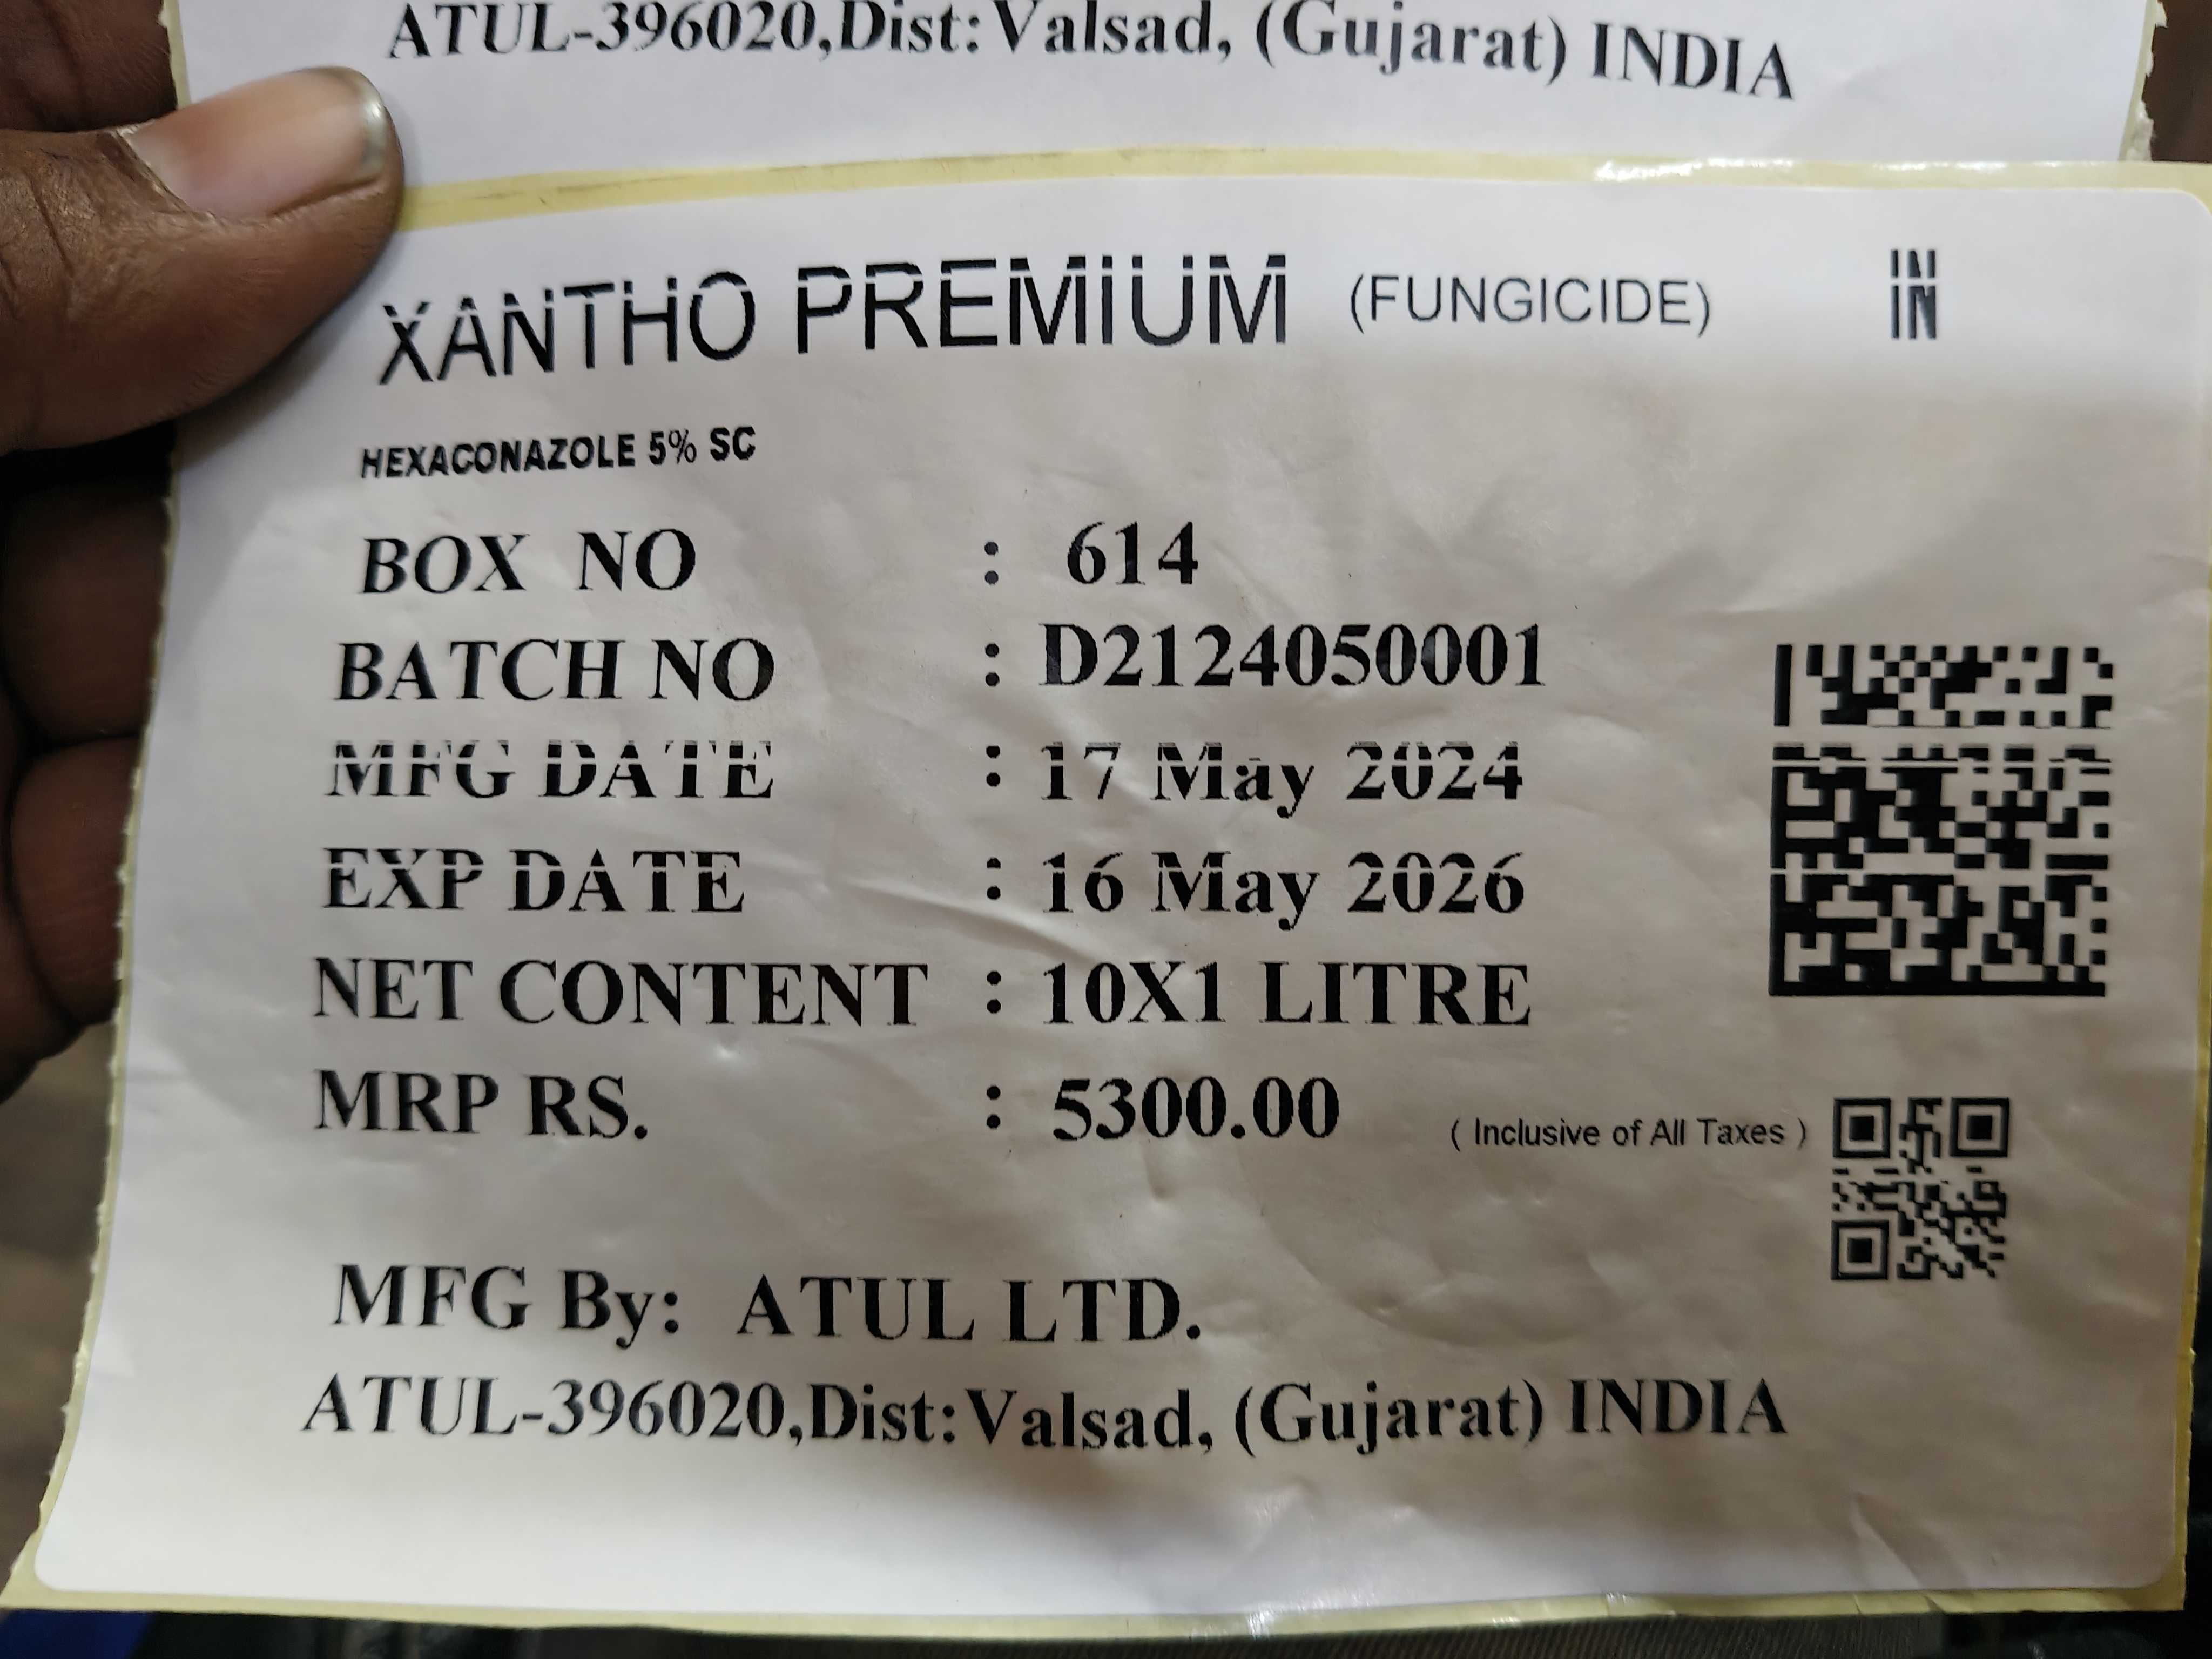 ATUL-396020,Dist:Valsad, (Gujarat) INDIA
XANTHO PREMIUM (FUNGICIDE) IN
IN
HEXACONAZOLE 5% SC
BOX NO : 614
BATCH NO : D2124050001
MFG DATE : 17 May 2024
EXP DATE : 16 May 2026
NET CONTENT : 10X1 LITRE
MRP RS. : 5300.00 ( Inclusive of All Taxes )
MFG By: ATUL LTD.
ATUL-396020,Dist:Valsad, (Gujarat) INDIA